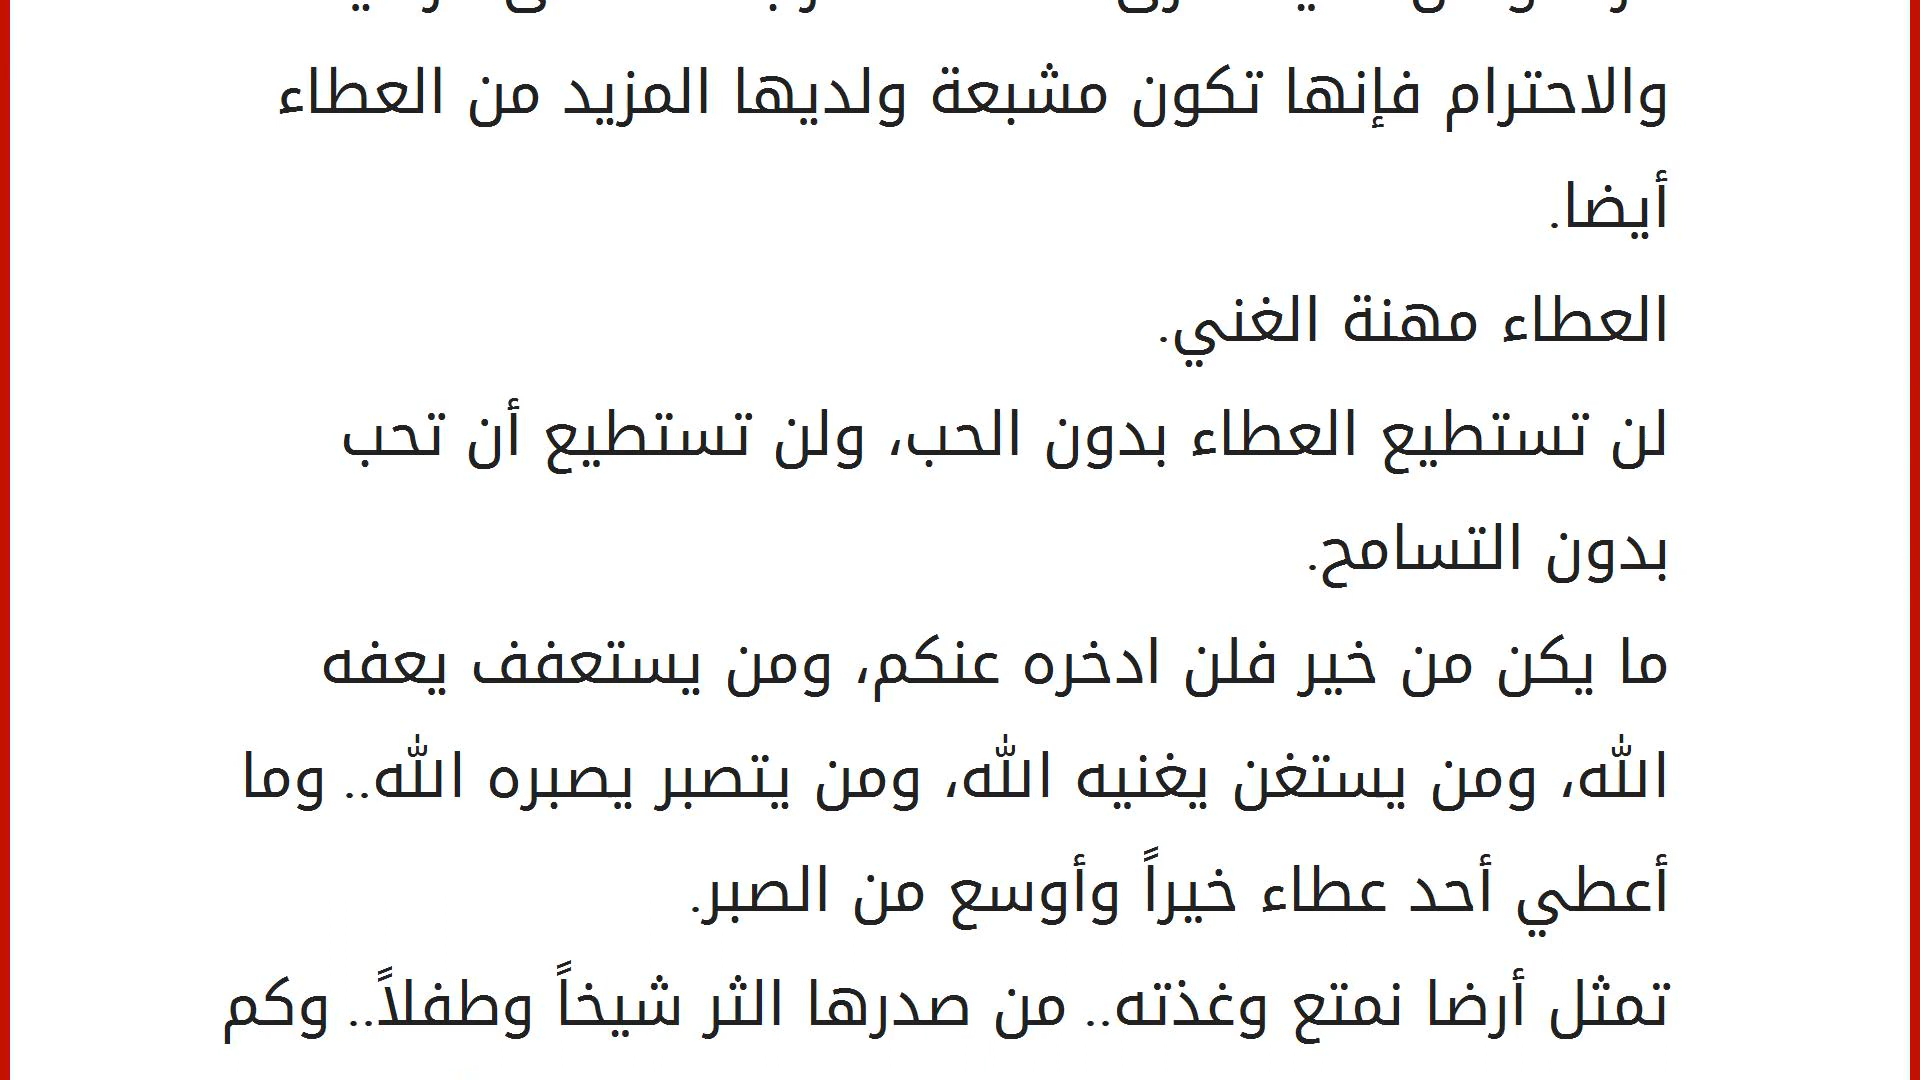 والاحترام فإنها تكون مشبعة ولديها المزيد من العطاء
أيضا.
العطاء مهنة الغني.
لن تستطيع العطاء بدون الحب، ولن تستطيع أن تحب
بدون التسامح.
ما يكن من خير فلن ادخره عنكم، ومن يستعفف يعفه
الله، ومن يستغن يغنيه الله، ومن يتصبر يصبره الله.. وما
أعطي أحد عطاء خيراً وأوسع من الصبر.
تمثل أرضا نمتع وغذته.. من صدرها الثر شيخاً وطفلاً.. وكم